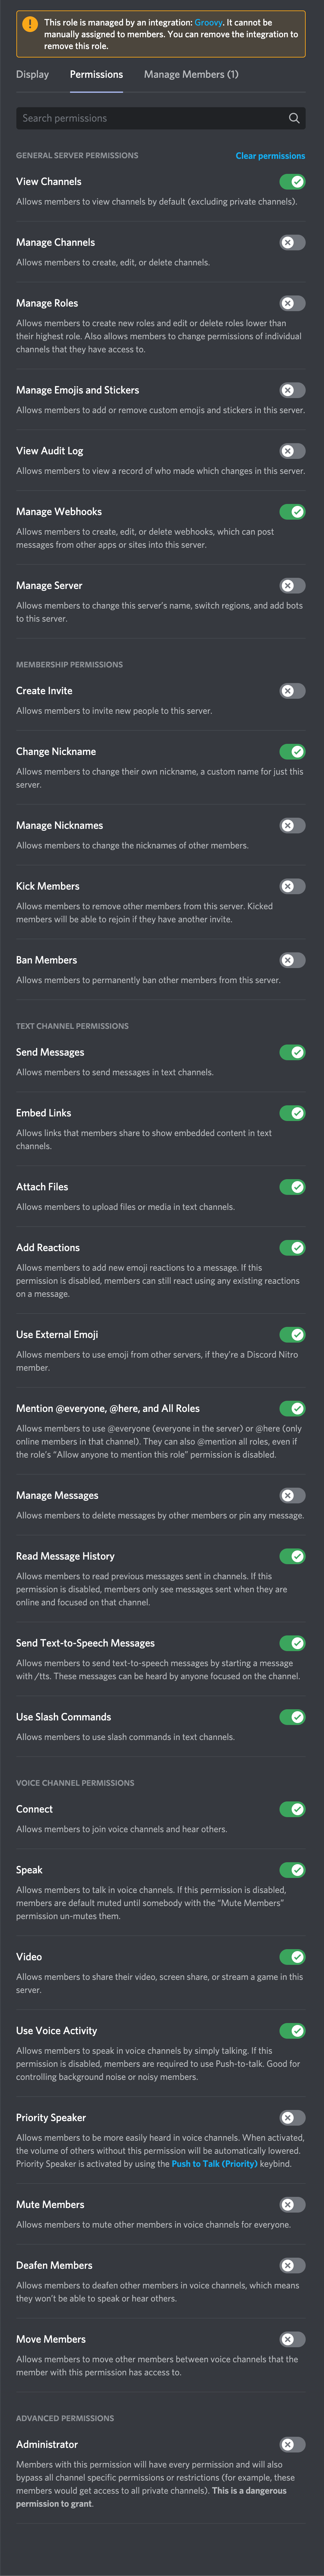 This role is managed by an integration: Groovy. It cannot be
manually assigned to members. You can remove the integration to
remove this role.
Display Permissions Manage Members (1)
Search permissions
GENERAL SERVER PERMISSIONS Clear permissions
View Channels
Allows members to view channels by default (excluding private channels).
Manage Channels
Allows members to create, edit, or delete channels.
Manage Roles
Allows members to create new roles and edit or delete roles lower than
their highest role. Also allows members to change permissions of individual
channels that they have access to.
Manage Emojis and Stickers
Allows members to add or remove custom emojis and stickers in this server.
View Audit Log
Allows members to view a record of who made which changes in this server.
Manage Webhooks
Allows members to create, edit, or delete webhooks, which can post
messages from other apps or sites into this server.
Manage Server
Allows members to change this server's name, switch regions, and add bots
to this server.
MEMBERSHIP PERMISSIONS
Create Invite
Allows members to invite new people to this server.
Change Nickname
Allows members to change their own nickname, a custom name for just this
server.
Manage Nicknames
Allows members to change the nicknames of other members.
Kick Members
Allows members to remove other members from this server. Kicked
members will be able to rejoin if they have another invite.
Ban Members
Allows members to permanently ban other members from this server.
TEXT CHANNEL PERMISSIONS
Send Messages
Allows members to send messages in text channels.
Embed Links
Allows links that members share to show embedded content in text
channels.
Attach Files
Allows members to upload files or media in text channels.
Add Reactions
Allows members to add new emoji reactions to a message. If this
permission is disabled, members can still react using any existing reactions
on a message.
Use External Emoji
Allows members to use emoji from other servers, if they're a Discord Nitro
member.
Mention @everyone, @here, and All Roles
Allows members to use @everyone (everyone in the server) or @here (only
online members in that channel). They can also @mention all roles, even if
the role's "Allow anyone to mention this role" permission is disabled.
Manage Messages
Allows members to delete messages by other members or pin any message.
Read Message History
Allows members to read previous messages sent in channels. If this
permission is disabled, members only see messages sent when they are
online and focused on that channel.
Send Text-to-Speech Messages
Allows members to send text-to-speech messages by starting a message
with /tts. These messages can be heard by anyone focused on the channel.
Use Slash Commands
Allows members to use slash commands in text channels.
VOICE CHANNEL PERMISSIONS
Connect
Allows members to join voice channels and hear others.
Speak
Allows members to talk in voice channels. If this permission is disabled,
members are default muted until somebody with the "Mute Members"
permission un-mutes them.
Video
Allows members to share their video, screen share, or stream a game in this
server.
Use Voice Activity
Allows members to speak in voice channels by simply talking. If this
permission is disabled, members are required to use Push-to-talk. Good for
controlling background noise or noisy members.
Priority Speaker
Allows members to be more easily heard in voice channels. When activated,
the volume of others without this permission will be automatically lowered.
Priority Speaker is activated by using the Push to Talk (Priority) keybind.
Mute Members
Allows members to mute other members in voice channels for everyone.
Deafen Members
Allows members to deafen other members in voice channels, which means
they won't be able to speak or hear others.
Move Members
Allows members to move other members between voice channels that the
member with this permission has access to.
ADVANCED PERMISSIONS
Administrator
Members with this permission will have every permission and will also
bypass all channel specific permissions or restrictions (for example, these
members would get access to all private channels). This is a dangerous
permission to grant.